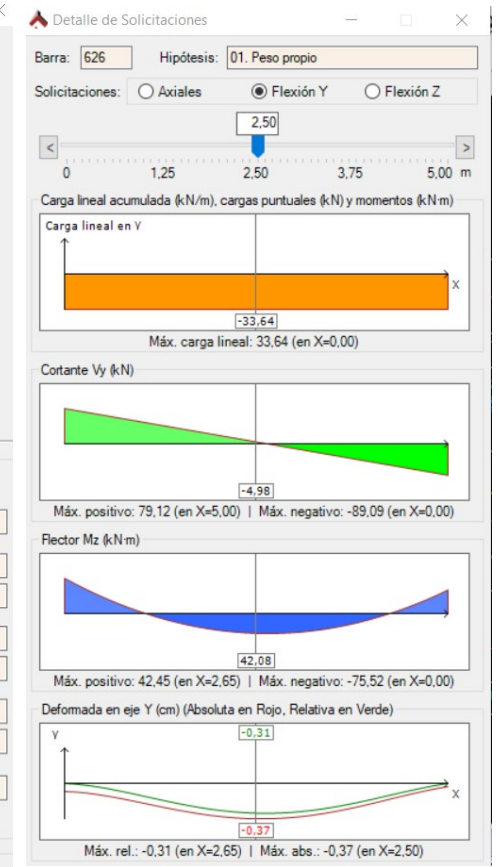 Detalle de Solicitaciones
Barra: 626 Hipótesis: 01. Peso propio
Solicitaciones: Axiales Flexión Y Flexión Z
2,50
< >
0 1,25 2,50 3,75 5,00 m
Carga lineal acumulada (kN/m), cargas puntuales (kN) y momentos (kN·m)
Carga lineal en Y
X
-33,64
Máx. carga lineal: 33,64 (en X=0,00)
Cortante Vy (kN)
-4,98
Máx. positivo: 79,12 (en X=5,00) | Máx. negativo: -89,09 (en X=0,00)
Flector Mz (kN·m)
42,08
Máx. positivo: 42,45 (en X=2,65) | Máx. negativo: -75,52 (en X=0,00)
Deformada en eje Y (cm) (Absoluta en Rojo, Relativa en Verde)
Y -0,31
X
-0,37
Máx. rel.: -0,31 (en X=2,65) | Máx. abs.: -0,37 (en X=2,50)